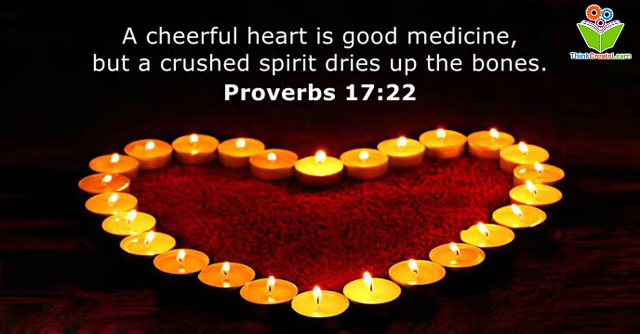 A cheerful heart is good medicine,
but a crushed spirit dries up the bones.
Proverbs 17:22
ThinkCreateLearn